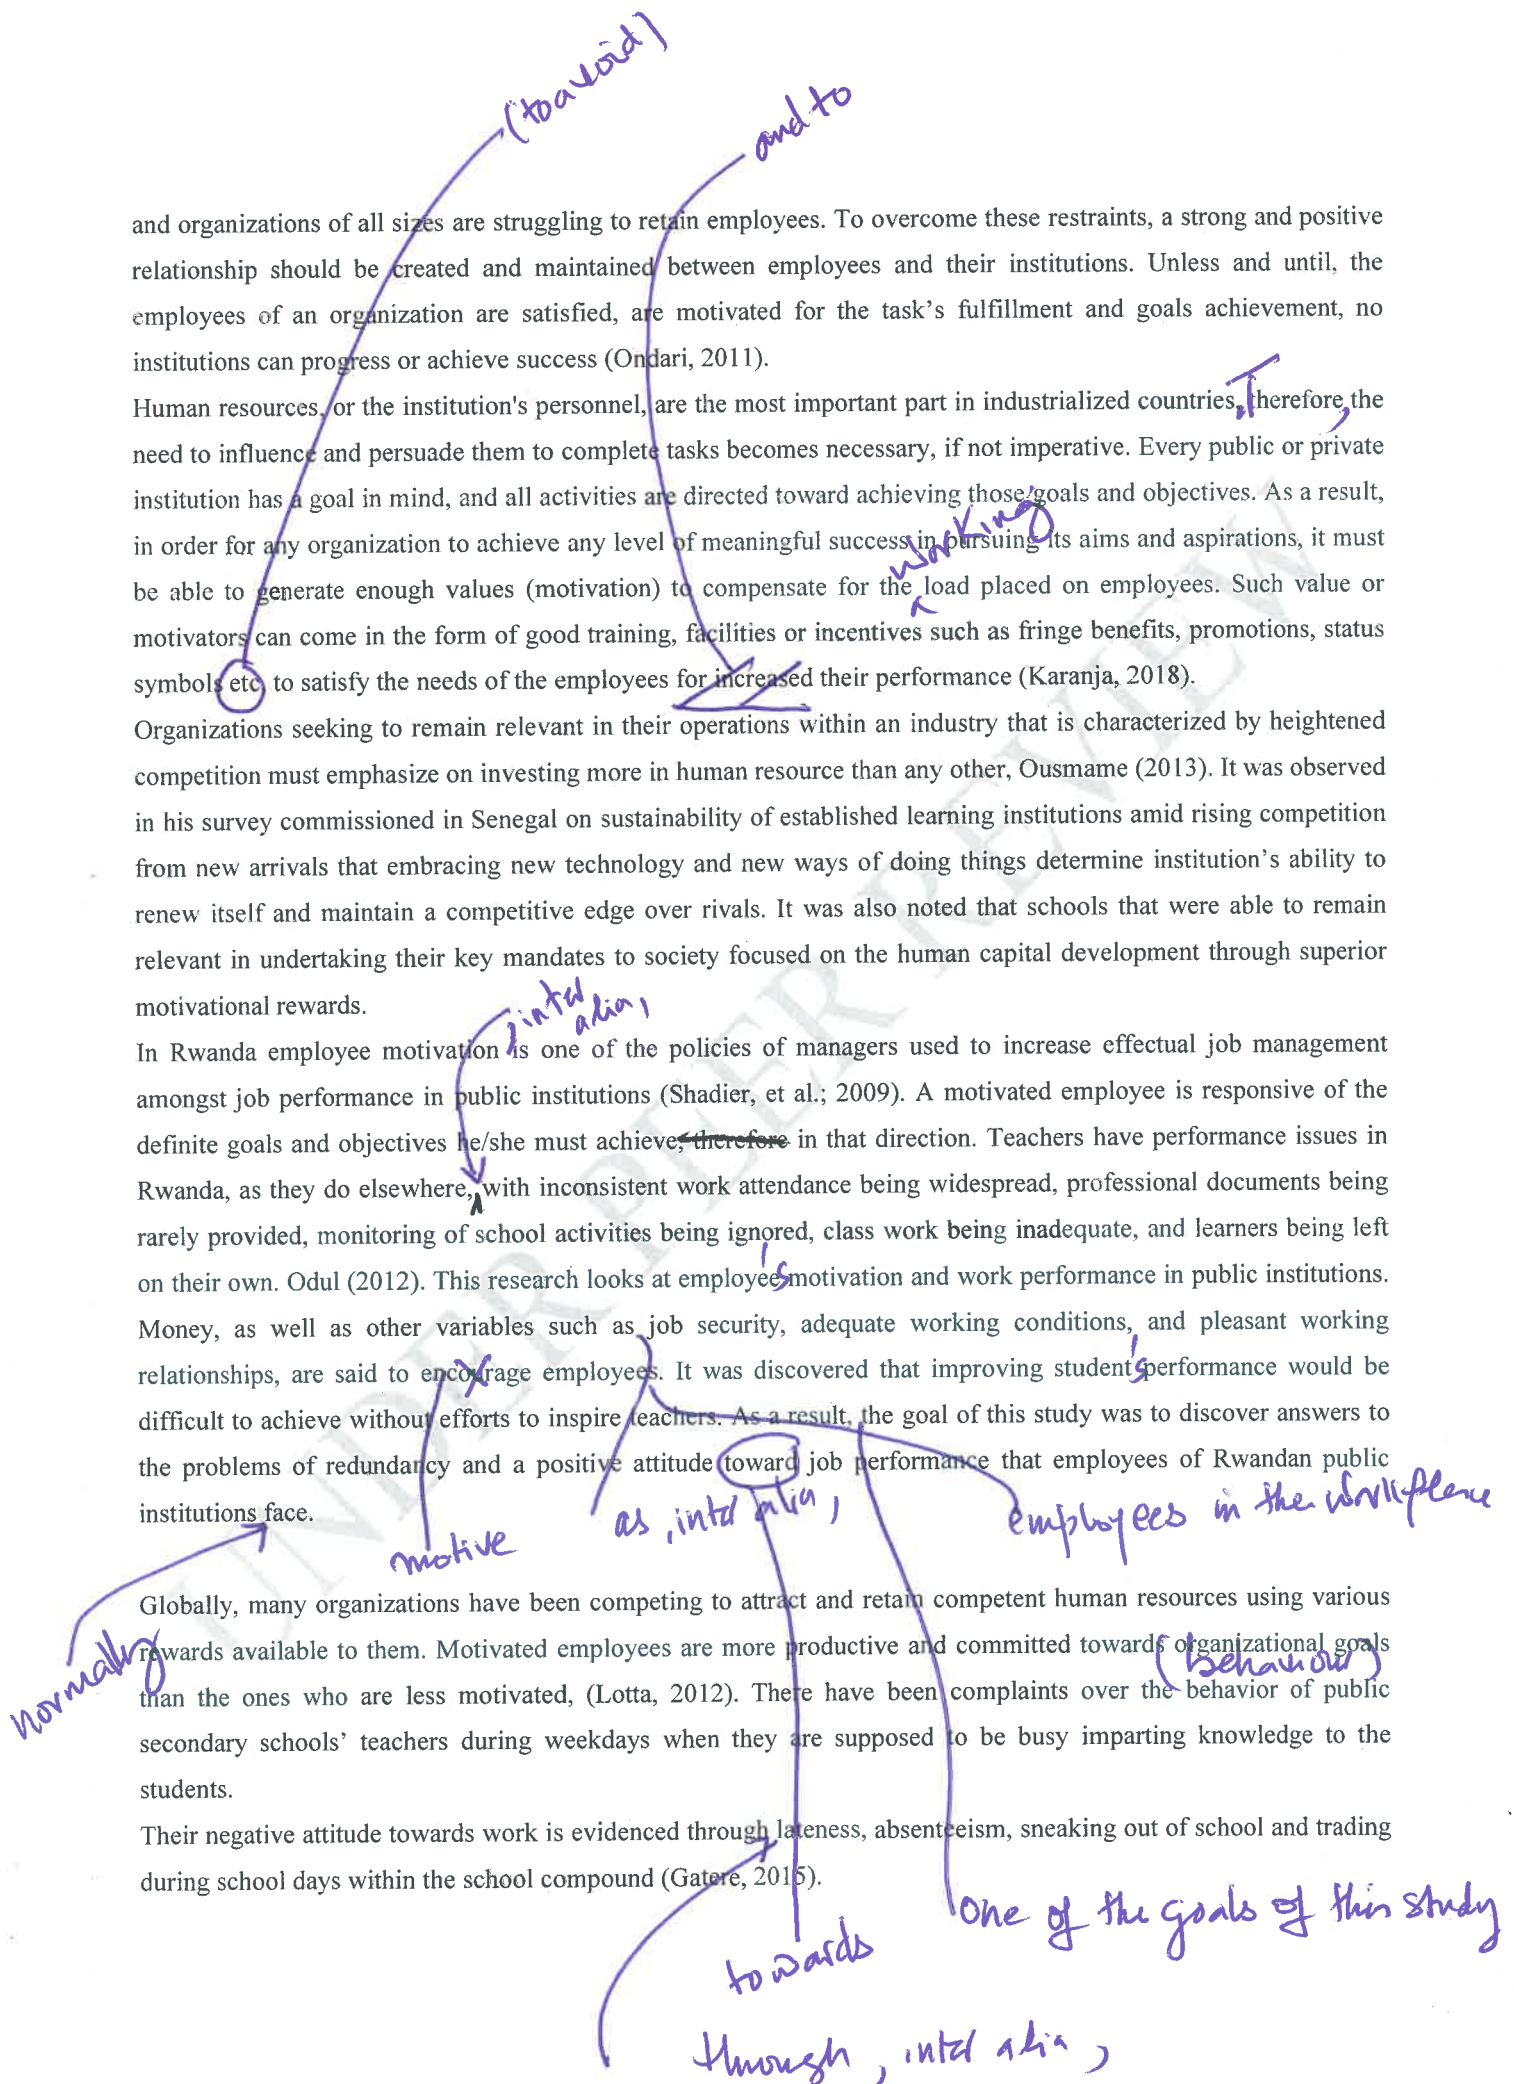 (to avoid)
and to
and organizations of all sizes are struggling to retain employees. To overcome these restraints, a strong and positive
relationship should be created and maintained between employees and their institutions. Unless and until, the
employees of an organization are satisfied, are motivated for the task's fulfillment and goals achievement, no
institutions can progress or achieve success (Ondari, 2011).
T
Human resources, or the institution's personnel, are the most important part in industrialized countries, therefore, the
need to influence and persuade them to complete tasks becomes necessary, if not imperative. Every public or private
institution has a goal in mind, and all activities are directed toward achieving those goals and objectives. As a result,
in order for any organization to achieve any level of meaningful success in pursuing its aims and aspirations, it must
working
be able to generate enough values (motivation) to compensate for the load placed on employees. Such value or
motivators can come in the form of good training, facilities or incentives such as fringe benefits, promotions, status
symbols etc. to satisfy the needs of the employees for increased their performance (Karanja, 2018).
Organizations seeking to remain relevant in their operations within an industry that is characterized by heightened
competition must emphasize on investing more in human resource than any other, Ousmame (2013). It was observed
in his survey commissioned in Senegal on sustainability of established learning institutions amid rising competition
from new arrivals that embracing new technology and new ways of doing things determine institution's ability to
renew itself and maintain a competitive edge over rivals. It was also noted that schools that were able to remain
relevant in undertaking their key mandates to society focused on the human capital development through superior
motivational rewards.
, inter alia,
In Rwanda employee motivation is one of the policies of managers used to increase effectual job management
amongst job performance in public institutions (Shadier, et al.; 2009). A motivated employee is responsive of the
definite goals and objectives he/she must achieve, therefore in that direction. Teachers have performance issues in
Rwanda, as they do elsewhere, with inconsistent work attendance being widespread, professional documents being
rarely provided, monitoring of school activities being ignored, class work being inadequate, and learners being left
on their own. Odul (2012). This research looks at employee's motivation and work performance in public institutions.
Money, as well as other variables such as job security, adequate working conditions, and pleasant working
relationships, are said to encourage employees. It was discovered that improving student's performance would be
difficult to achieve without efforts to inspire teachers. As a result, the goal of this study was to discover answers to
the problems of redundancy and a positive attitude toward job performance that employees of Rwandan public
institutions face.
motive
as, inter alia,
employees in the workplace
Globally, many organizations have been competing to attract and retain competent human resources using various
rewards available to them. Motivated employees are more productive and committed towards organizational goals
normally
(behaviour)
than the ones who are less motivated, (Lotta, 2012). There have been complaints over the behavior of public
secondary schools' teachers during weekdays when they are supposed to be busy imparting knowledge to the
students.
Their negative attitude towards work is evidenced through lateness, absenteeism, sneaking out of school and trading
during school days within the school compound (Gatere, 2015).
one of the goals of this study
towards
through, inter alia,
UNDER PEER REVIEW